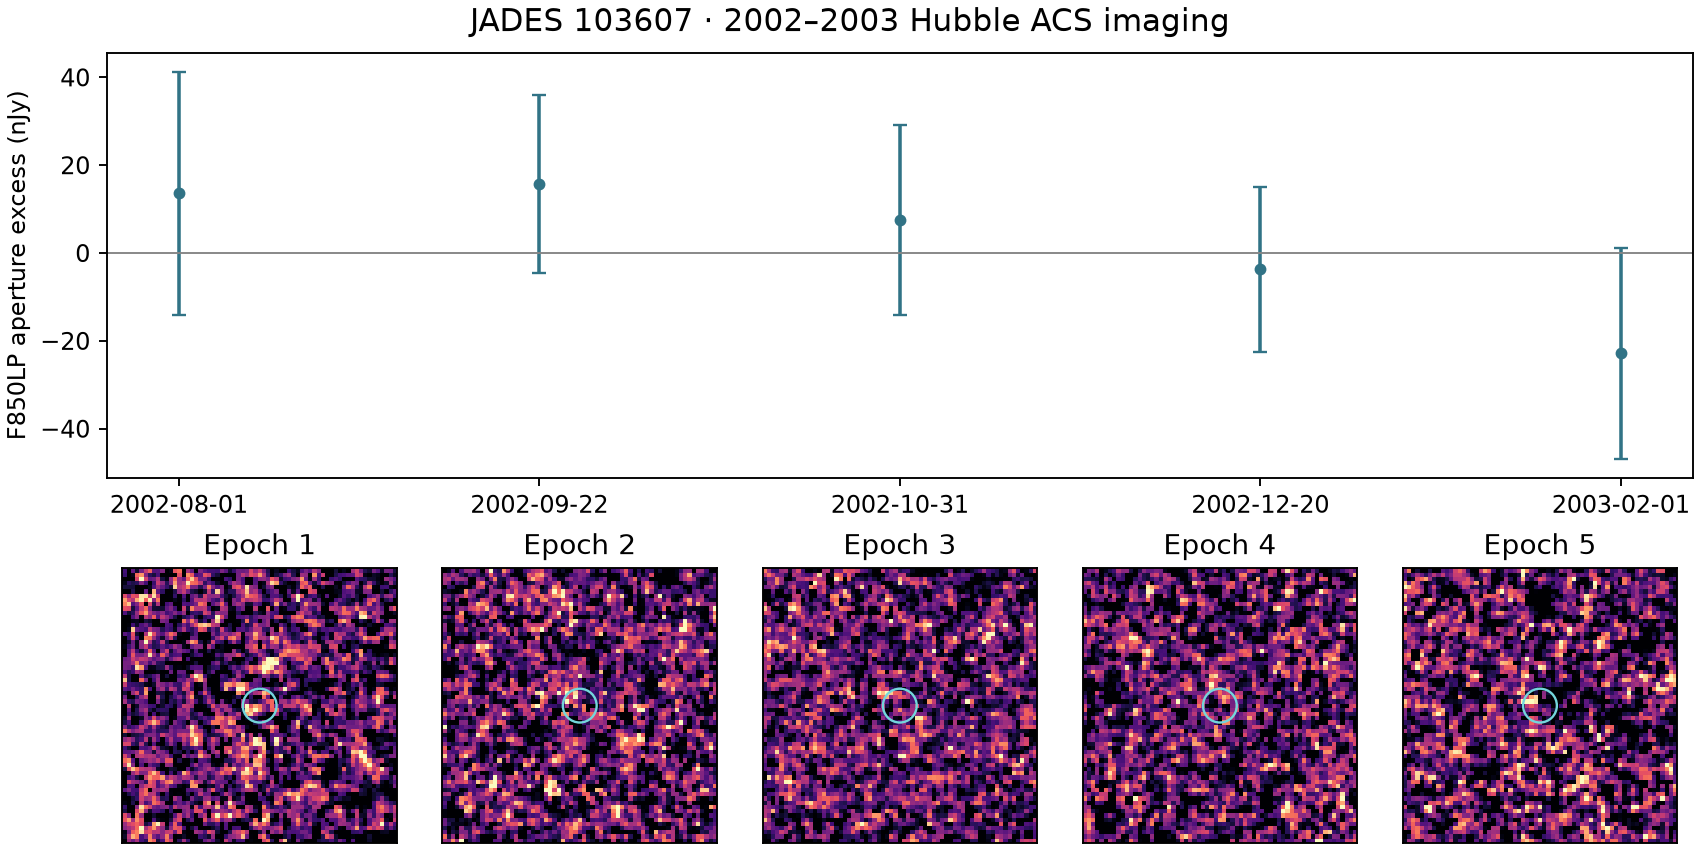 JADES 103607 · 2002–2003 Hubble ACS imaging
F850LP aperture excess (nJy)
40
20
0
−20
−40
2002-08-01 2002-09-22 2002-10-31 2002-12-20 2003-02-01
Epoch 1 Epoch 2 Epoch 3 Epoch 4 Epoch 5